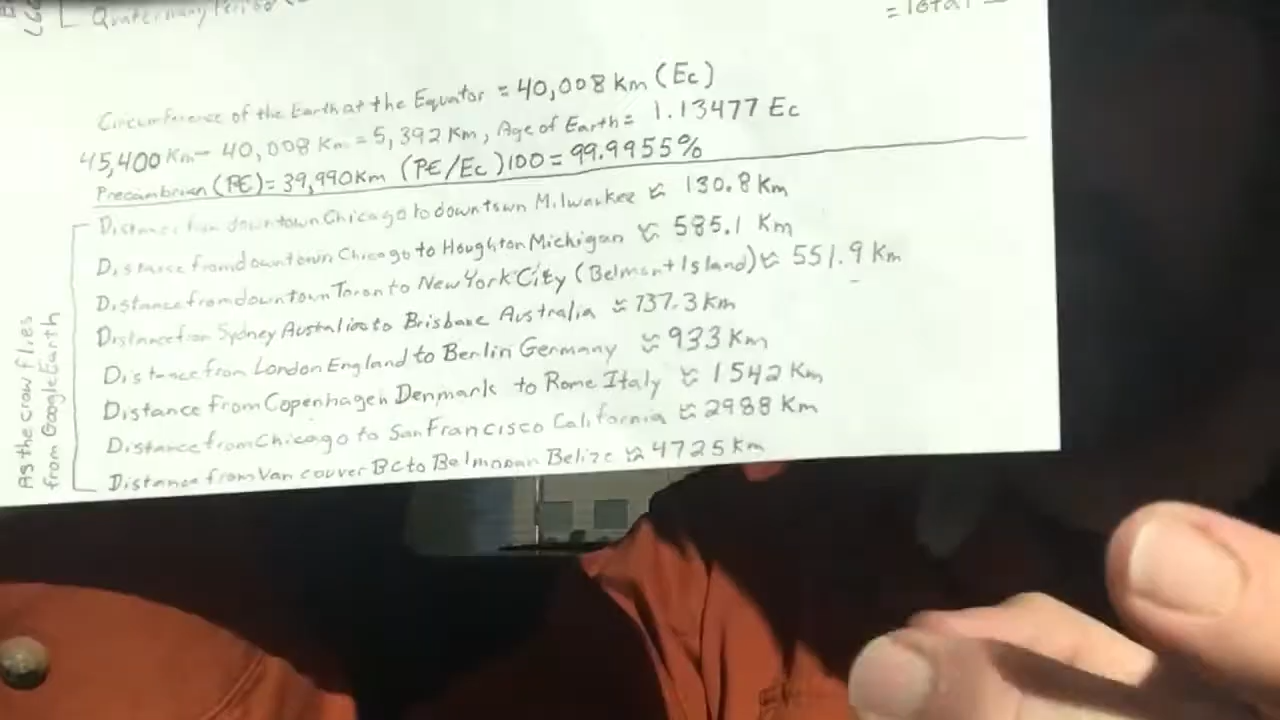 Quaternary Period
= Total =
Circumference of the Earth at the Equator = 40,008 Km (Ec)
45,400 Km - 40,008 Km = 5,392 Km, Age of Earth = 1.13477 Ec
Precambrian (PE) = 39,990 Km (PE/Ec)100 = 99.9955%
As the crow flies
from Google Earth
Distance from downtown Chicago to downtown Milwaukee ≈ 130.8 Km
Distance from downtown Chicago to Houghton Michigan ≈ 585.1 Km
Distance from downtown Toronto New York City (Belmont Island) ≈ 551.9 Km
Distance from Sydney Australia to Brisbane Australia ≈ 737.3 Km
Distance from London England to Berlin Germany ≈ 933 Km
Distance from Copenhagen Denmark to Rome Italy ≈ 1542 Km
Distance from Chicago to San Francisco California ≈ 2988 Km
Distance from Vancouver BC to Belmopan Belize ≈ 4725 Km